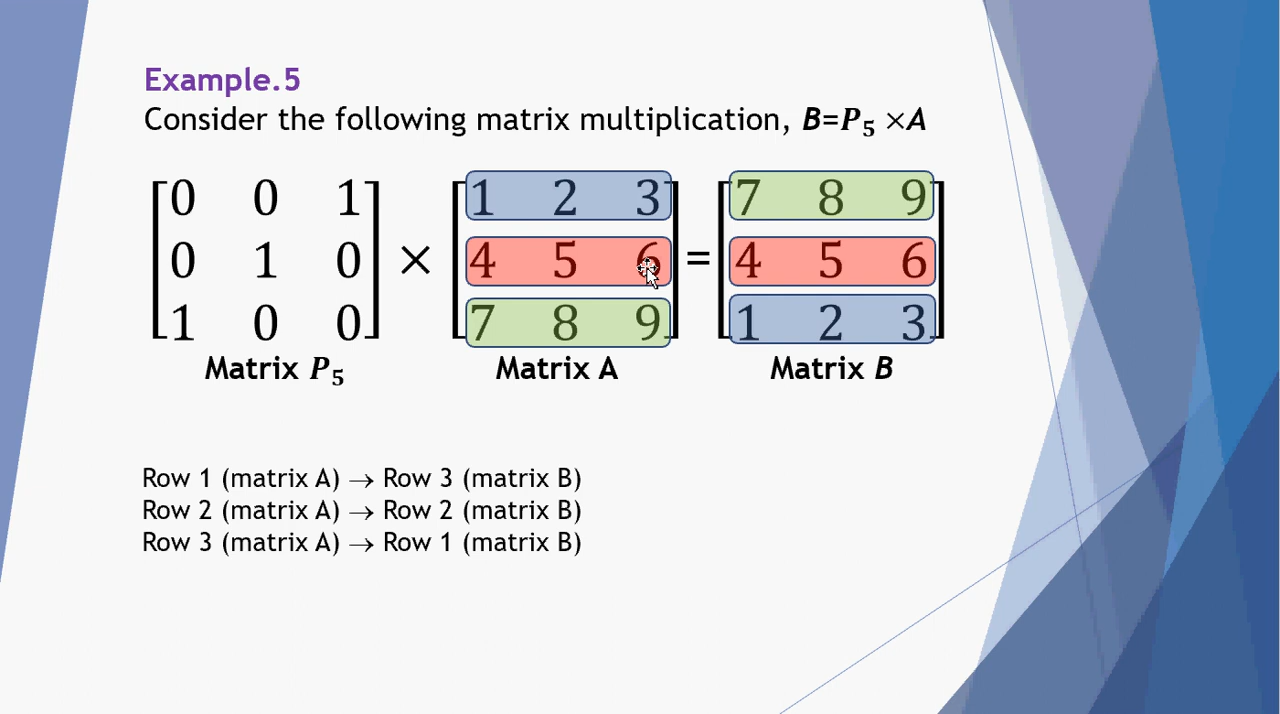 Example.5
Consider the following matrix multiplication, B=P₅ ×A
[0 0 1] × [1 2 3] = [7 8 9]
[0 1 0] × [4 5 6] = [4 5 6]
[1 0 0] × [7 8 9] = [1 2 3]
Matrix P₅ Matrix A Matrix B
Row 1 (matrix A) → Row 3 (matrix B)
Row 2 (matrix A) → Row 2 (matrix B)
Row 3 (matrix A) → Row 1 (matrix B)